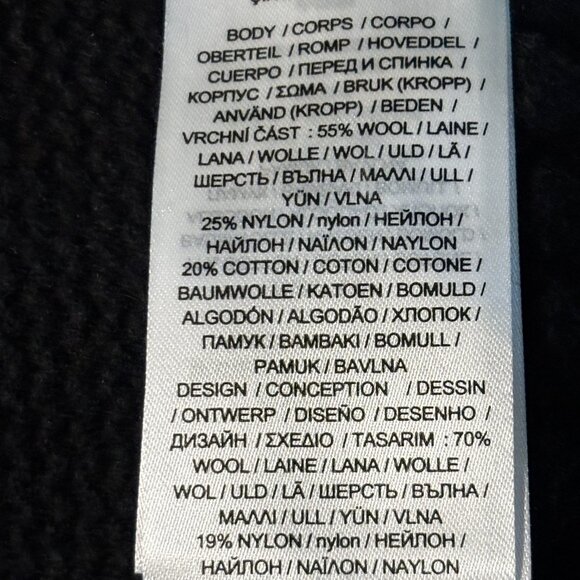 BODY / CORPS / CORPO /
OBERTEIL / ROMP / HOVEDDEL /
CUERPO / ПЕРЕД И СПИНКА /
КОРПУС / ΣΩΜΑ / BRUK (KROPP) /
ANVÄND (KROPP) / BEDEN /
VRCHNÍ ČÁST : 55% WOOL / LAINE /
LANA / WOLLE / WOL / ULD / LÃ /
ШЕРСТЬ / ВЪЛНА / ΜΑΛΛΙ / ULL /
YÜN / VLNA
25% NYLON / nylon / НЕЙЛОН /
НАЙЛОН / ΝΑΪΛΟΝ / NAYLON
20% COTTON / COTON / COTONE /
BAUMWOLLE / KATOEN / BOMULD /
ALGODÓN / ALGODÃO / ХЛОПОК /
ПАМУК / ΒΑΜΒΑΚΙ / BOMULL /
PAMUK / BAVLNA
DESIGN / CONCEPTION / DESSIN
/ ONTWERP / DISEÑO / DESENHO /
ДИЗАЙН / ΣΧΕΔΙΟ / TASARIM : 70%
WOOL / LAINE / LANA / WOLLE /
WOL / ULD / LÃ / ШЕРСТЬ / ВЪЛНА /
ΜΑΛΛΙ / ULL / YÜN / VLNA
19% NYLON / nylon / НЕЙЛОН /
НАЙЛОН / ΝΑΪΛΟΝ / NAYLON